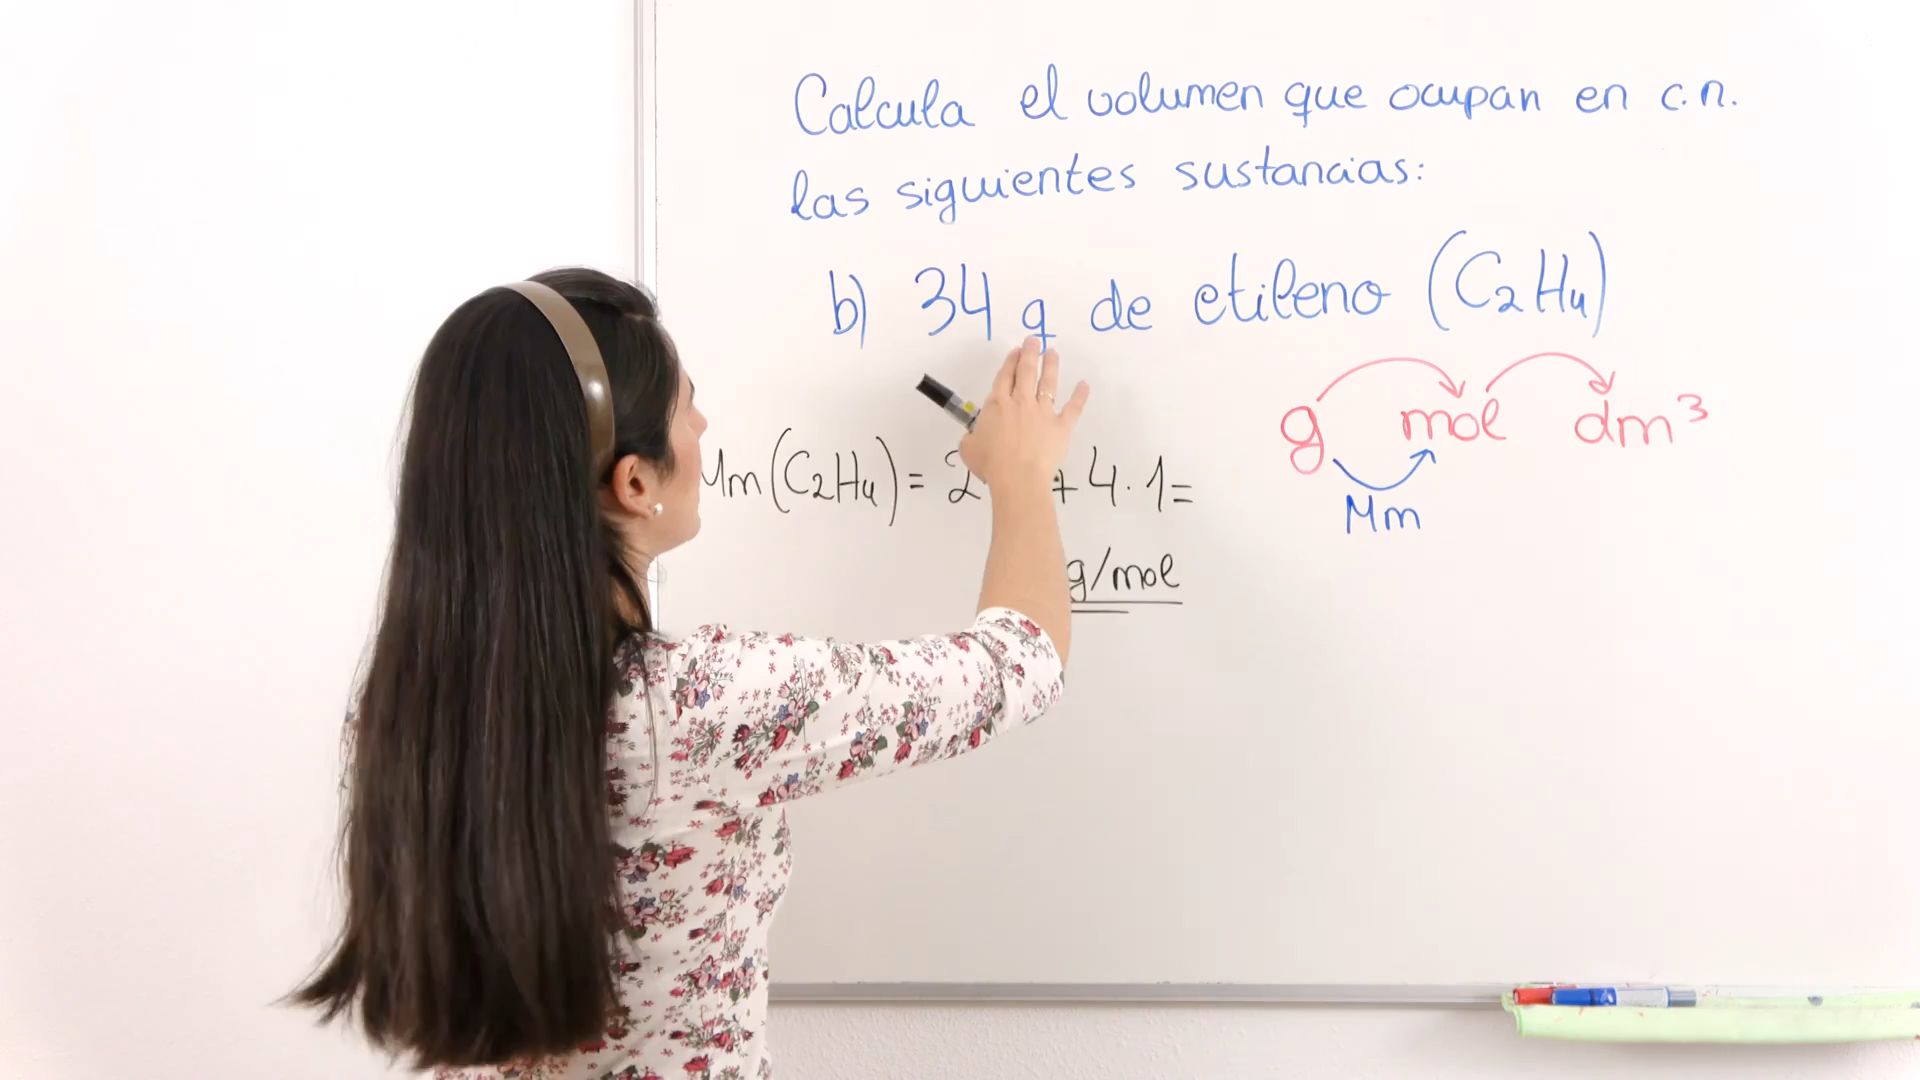 Calcula el volumen que ocupan en c.n.
las siguientes sustancias:
b) 34 g de etileno (C₂H₄)
g mol dm³
Mm
Mm(C₂H₄) = 2 + 4 · 1 =
g/mol